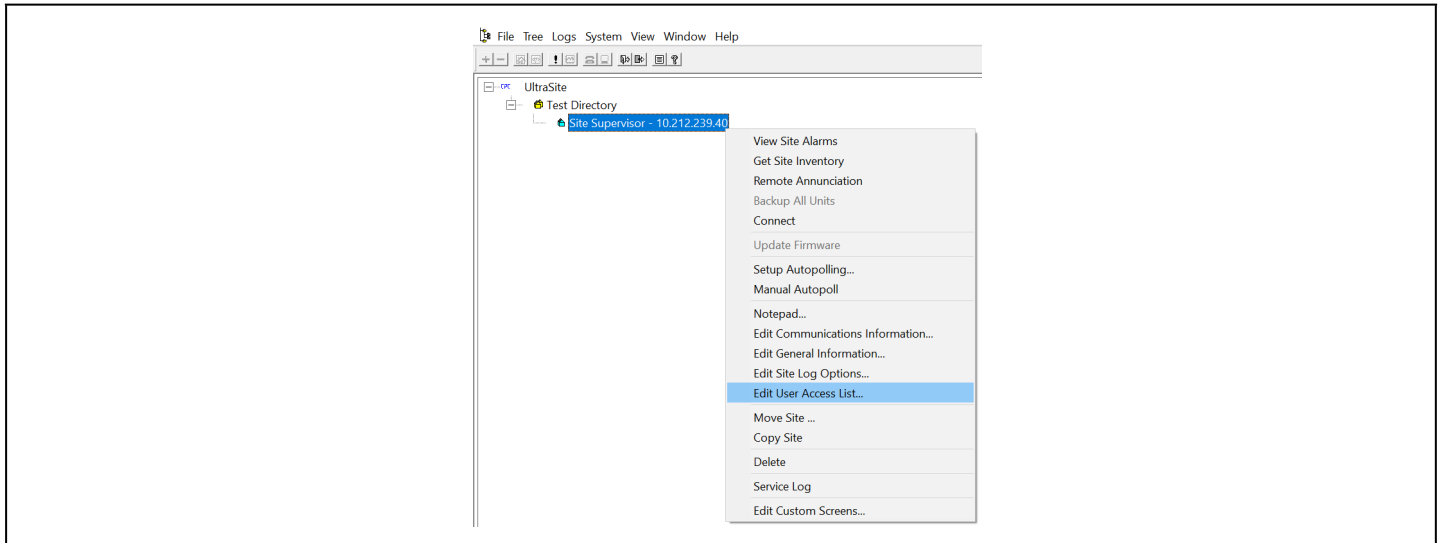 File Tree Logs System View Window Help
UltraSite
Test Directory
Site Supervisor - 10.212.239.40
View Site Alarms
Get Site Inventory
Remote Annunciation
Backup All Units
Connect
Update Firmware
Setup Autopolling...
Manual Autopoll
Notepad...
Edit Communications Information...
Edit General Information...
Edit Site Log Options...
Edit User Access List...
Move Site ...
Copy Site
Delete
Service Log
Edit Custom Screens...